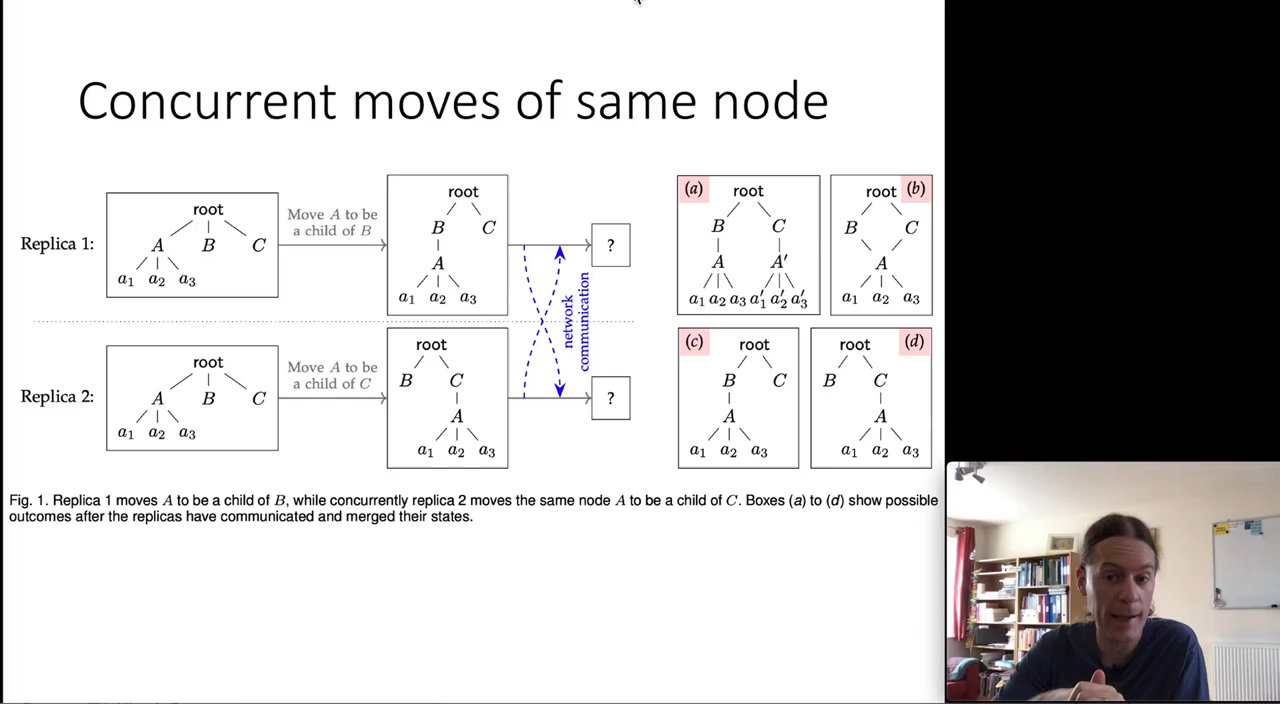 Concurrent moves of same node
Replica 1:
root
A B C
a1 a2 a3
Move A to be
a child of B
root
B C
A
a1 a2 a3
?
Replica 2:
root
A B C
a1 a2 a3
Move A to be
a child of C
root
B C
A
a1 a2 a3
?
network
communication
(a)
root
B C
A A′
a1 a2 a3 a′1 a′2 a′3
root (b)
B C
A
a1 a2 a3
(c)
root
B C
A
a1 a2 a3
root (d)
B C
A
a1 a2 a3
Fig. 1. Replica 1 moves A to be a child of B, while concurrently replica 2 moves the same node A to be a child of C. Boxes (a) to (d) show possible
outcomes after the replicas have communicated and merged their states.